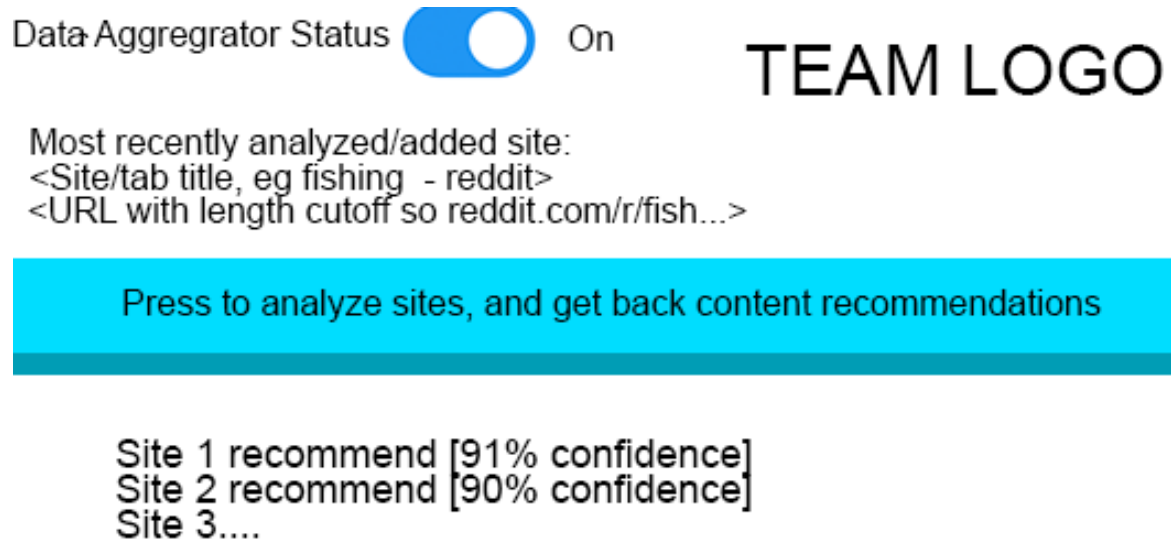 Data-Aggregrator Status On
TEAM LOGO
Most recently analyzed/added site:
<Site/tab title, eg fishing  - reddit>
<URL with length cutoff so reddit.com/r/fish...>
Press to analyze sites, and get back content recommendations
Site 1 recommend [91% confidence]
Site 2 recommend [90% confidence]
Site 3....